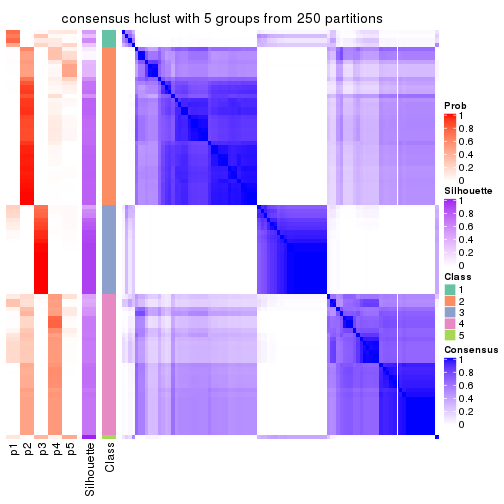 consensus hclust with 5 groups from 250 partitions
Prob
1
0.8
0.6
0.4
0.2
0
Silhouette
1
0.8
0.6
0.4
0.2
0
Class
1
2
3
4
5
Consensus
1
0.8
0.6
0.4
0.2
0
p1
p2
p3
p4
p5
Silhouette
Class